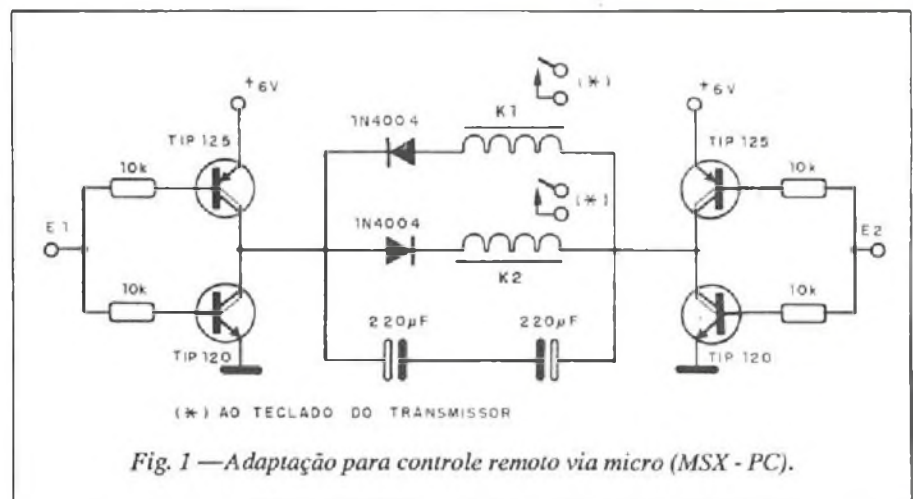 +6V
TIP 125
10k
E1
10k
TIP 120
1N4004
K1
(*)
1N4004
K2
(*)
220µF
220µF
+6V
TIP 125
10k
E2
10k
TIP 120
(*) AO TECLADO DO TRANSMISSOR
Fig. 1 —Adaptação para controle remoto via micro (MSX - PC).